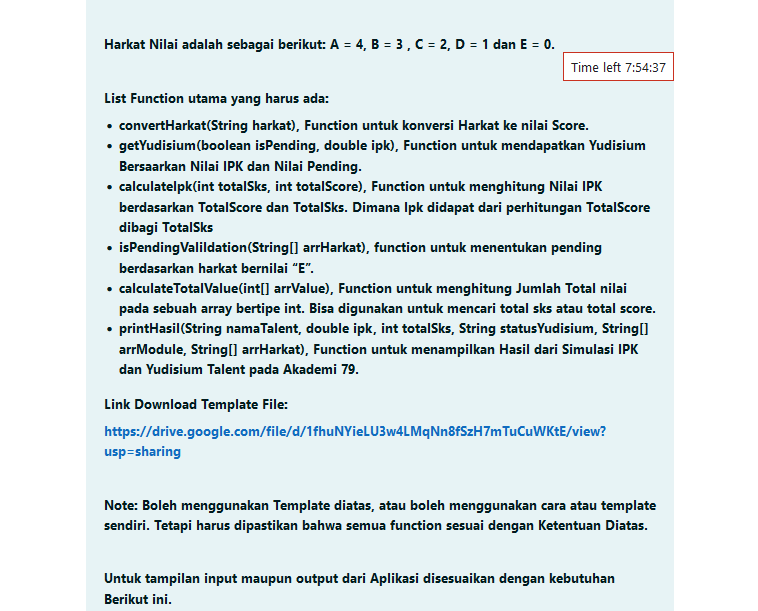 Harkat Nilai adalah sebagai berikut: A = 4, B = 3 , C = 2, D = 1 dan E = 0.
Time left 7:54:37
List Function utama yang harus ada:
• convertHarkat(String harkat), Function untuk konversi Harkat ke nilai Score.
• getYudisium(boolean isPending, double ipk), Function untuk mendapatkan Yudisium
Bersaarkan Nilai IPK dan Nilai Pending.
• calculateIpk(int totalSks, int totalScore), Function untuk menghitung Nilai IPK
berdasarkan TotalScore dan TotalSks. Dimana Ipk didapat dari perhitungan TotalScore
dibagi TotalSks
• isPendingValildation(String[] arrHarkat), function untuk menentukan pending
berdasarkan harkat bernilai “E”.
• calculateTotalValue(int[] arrValue), Function untuk menghitung Jumlah Total nilai
pada sebuah array bertipe int. Bisa digunakan untuk mencari total sks atau total score.
• printHasil(String namaTalent, double ipk, int totalSks, String statusYudisium, String[]
arrModule, String[] arrHarkat), Function untuk menampilkan Hasil dari Simulasi IPK
dan Yudisium Talent pada Akademi 79.
Link Download Template File:
https://drive.google.com/file/d/1fhuNYieLU3w4LMqNn8fSzH7mTuCuWKtE/view?
usp=sharing
Note: Boleh menggunakan Template diatas, atau boleh menggunakan cara atau template
sendiri. Tetapi harus dipastikan bahwa semua function sesuai dengan Ketentuan Diatas.
Untuk tampilan input maupun output dari Aplikasi disesuaikan dengan kebutuhan
Berikut ini.